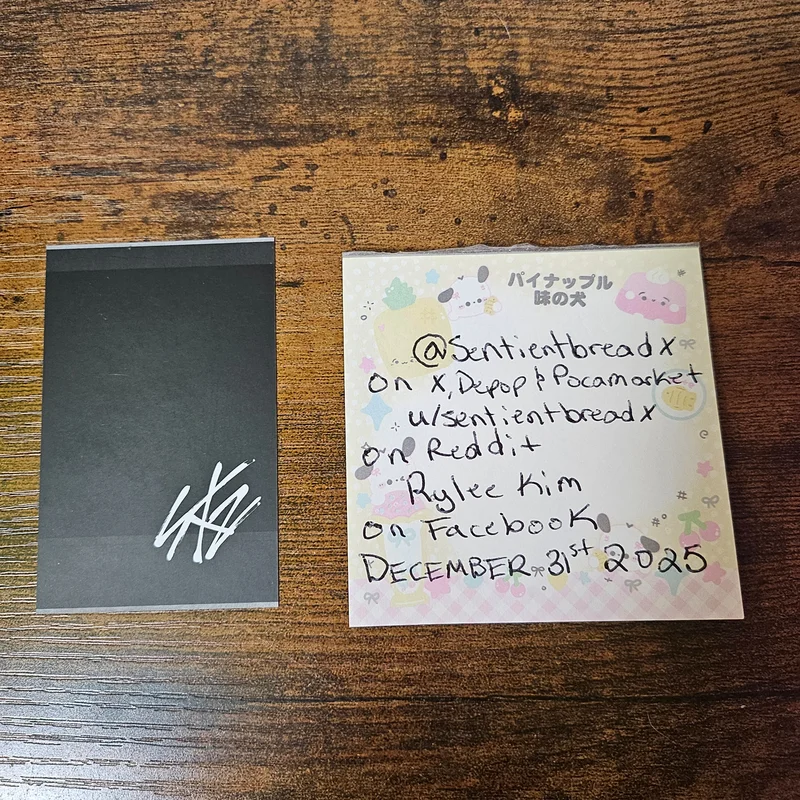 パイナップル
味の犬
@Sentientbreadx
on X, Depop & Pocamarket
u/sentientbreadx
on Reddit
Rylee Kim
on Facebook
DECEMBER 31st 2025